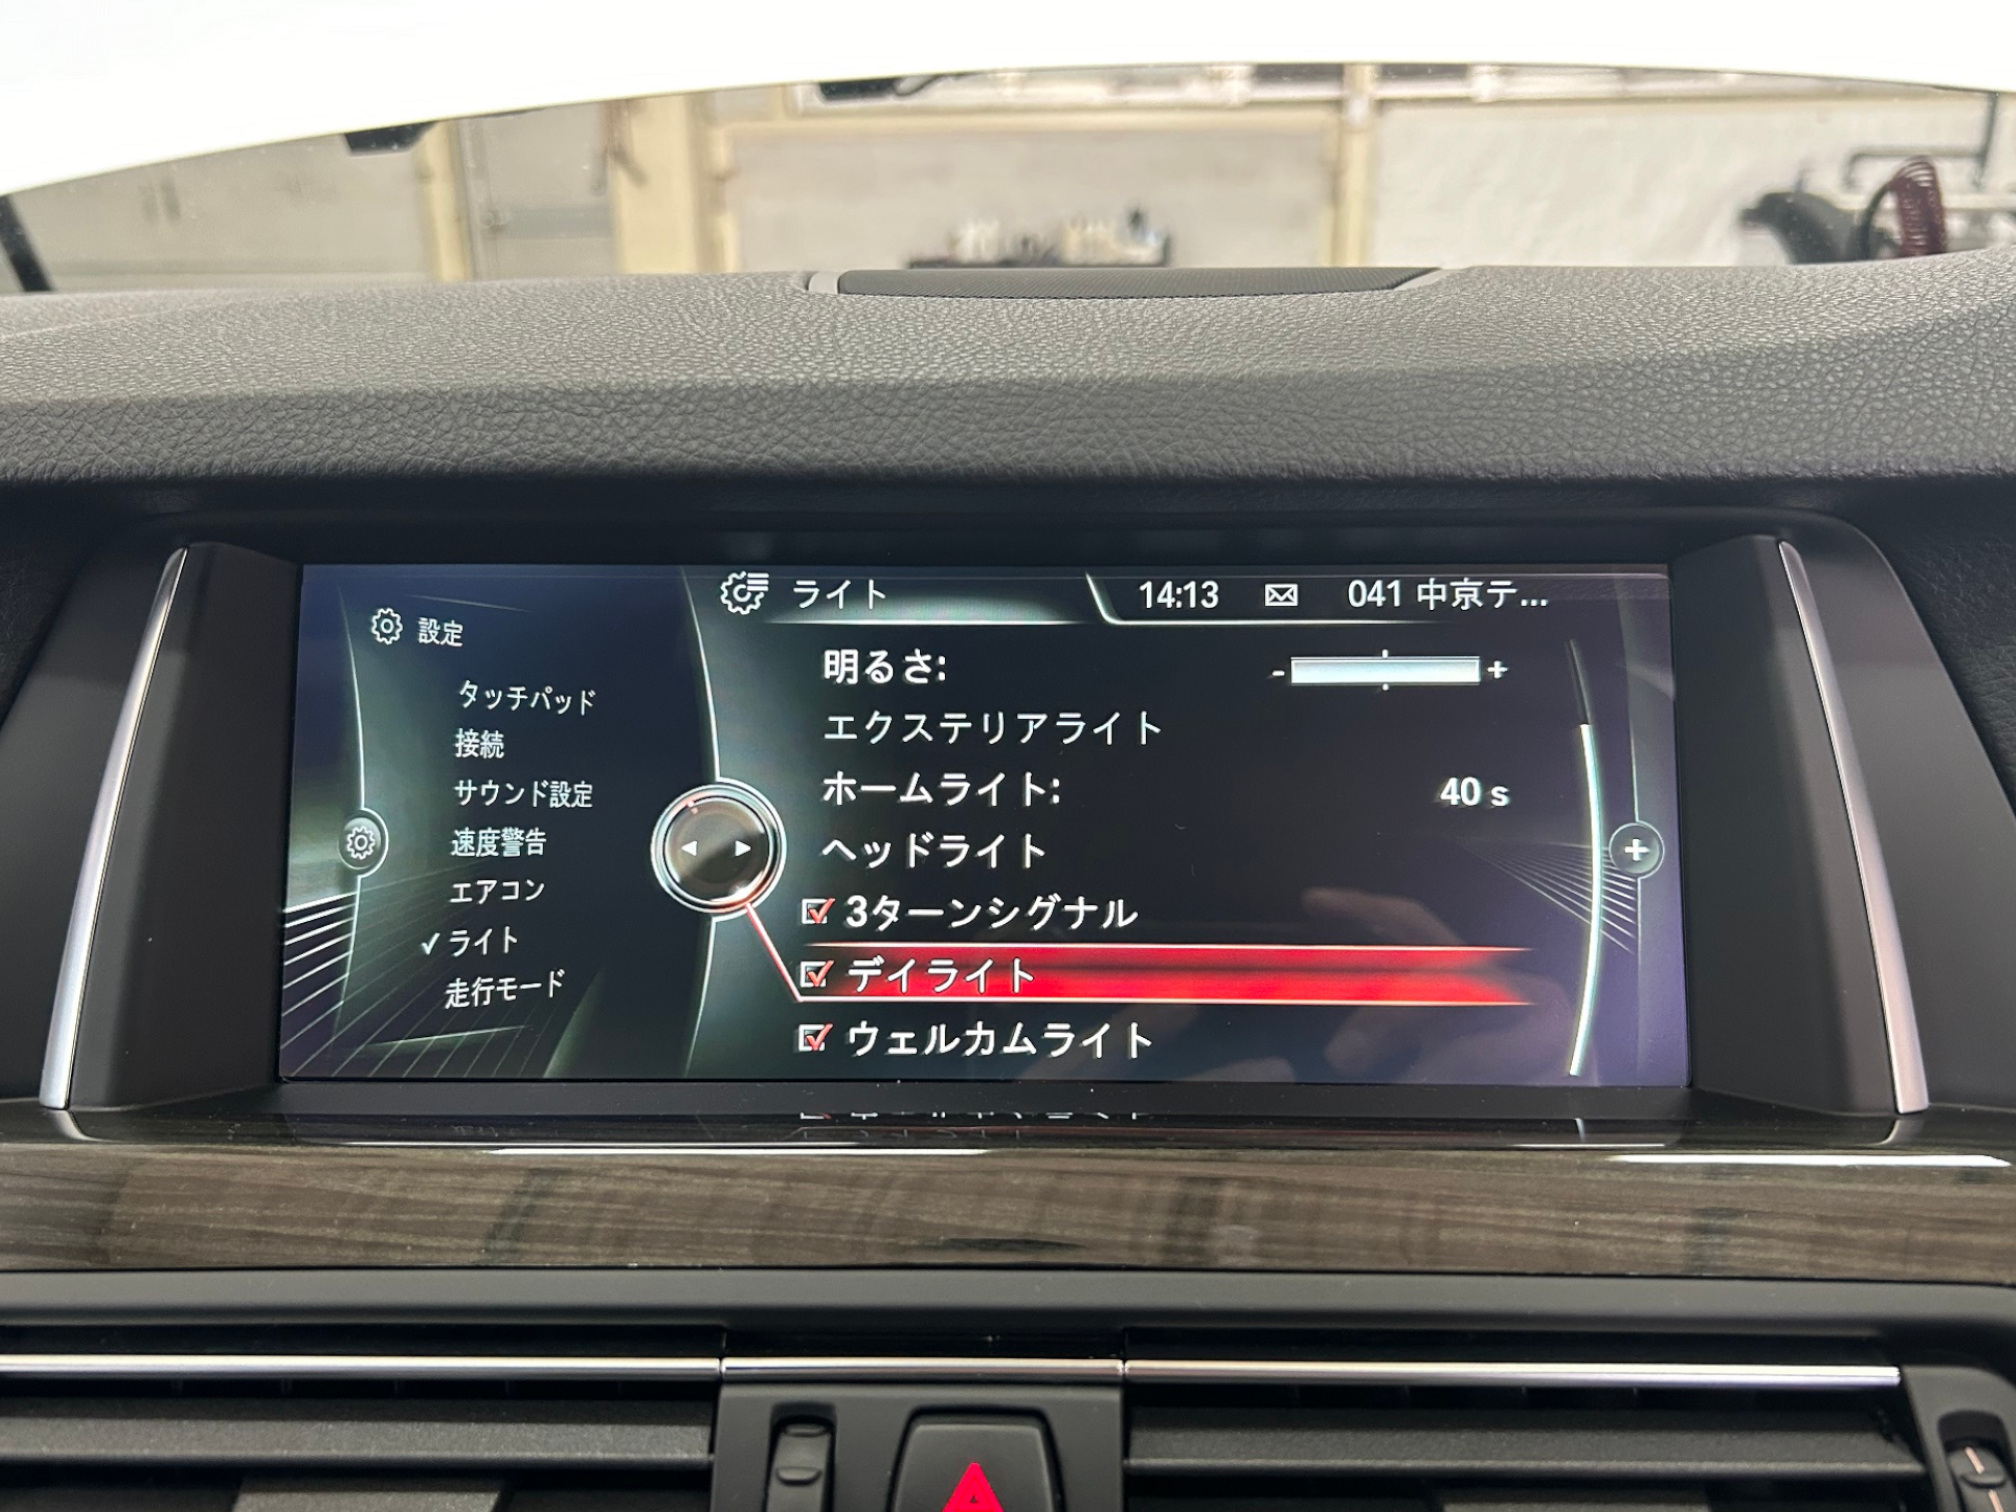 設定
タッチパッド
接続
サウンド設定
速度警告
エアコン
✓ライト
走行モード
ライト 14:13 041 中京テ...
明るさ: - +
エクステリアライト
ホームライト: 40 s
ヘッドライト
3ターンシグナル
デイライト
ウェルカムライト